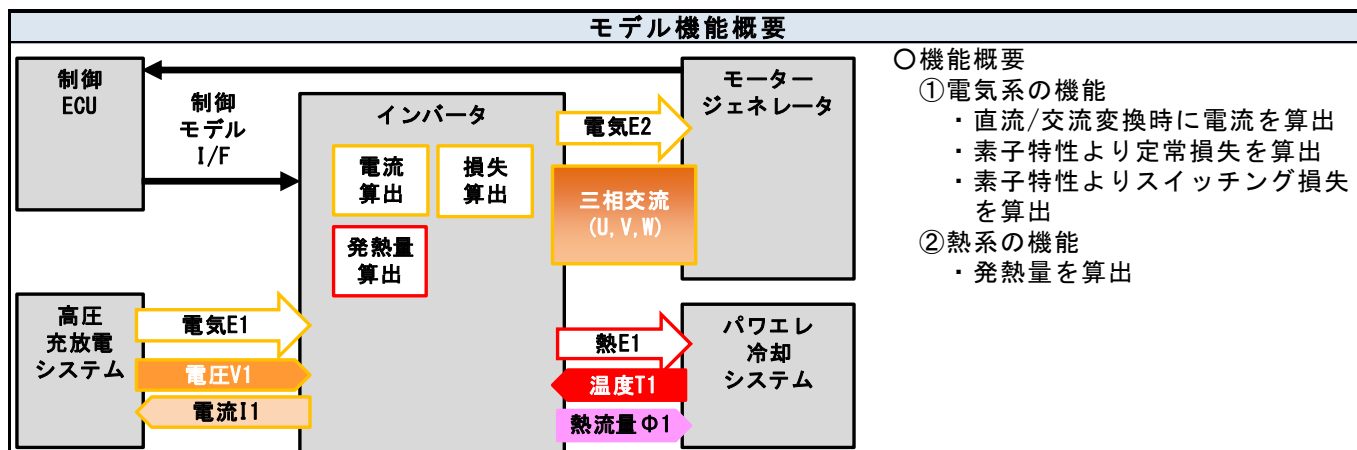 モデル機能概要
制御
ECU
制御
モデル
I/F
インバータ
電流
算出
損失
算出
発熱量
算出
電気E2
三相交流
(U,V,W)
モーター
ジェネレータ
高圧
充放電
システム
電気E1
電圧V1
電流I1
熱E1
温度T1
熱流量Φ1
パワエレ
冷却
システム
〇機能概要
①電気系の機能
・直流/交流変換時に電流を算出
・素子特性より定常損失を算出
・素子特性よりスイッチング損失
を算出
②熱系の機能
・発熱量を算出